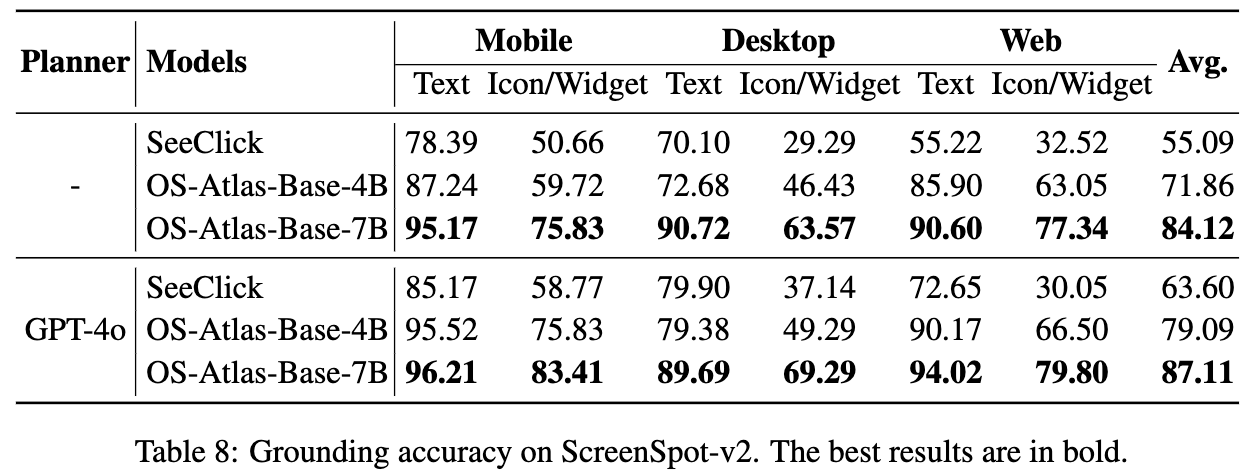 Planner Models Mobile Desktop Web Avg.
Text Icon/Widget Text Icon/Widget Text Icon/Widget
SeeClick 78.39 50.66 70.10 29.29 55.22 32.52 55.09
- OS-Atlas-Base-4B 87.24 59.72 72.68 46.43 85.90 63.05 71.86
OS-Atlas-Base-7B 95.17 75.83 90.72 63.57 90.60 77.34 84.12
SeeClick 85.17 58.77 79.90 37.14 72.65 30.05 63.60
GPT-4o OS-Atlas-Base-4B 95.52 75.83 79.38 49.29 90.17 66.50 79.09
OS-Atlas-Base-7B 96.21 83.41 89.69 69.29 94.02 79.80 87.11
Table 8: Grounding accuracy on ScreenSpot-v2. The best results are in bold.